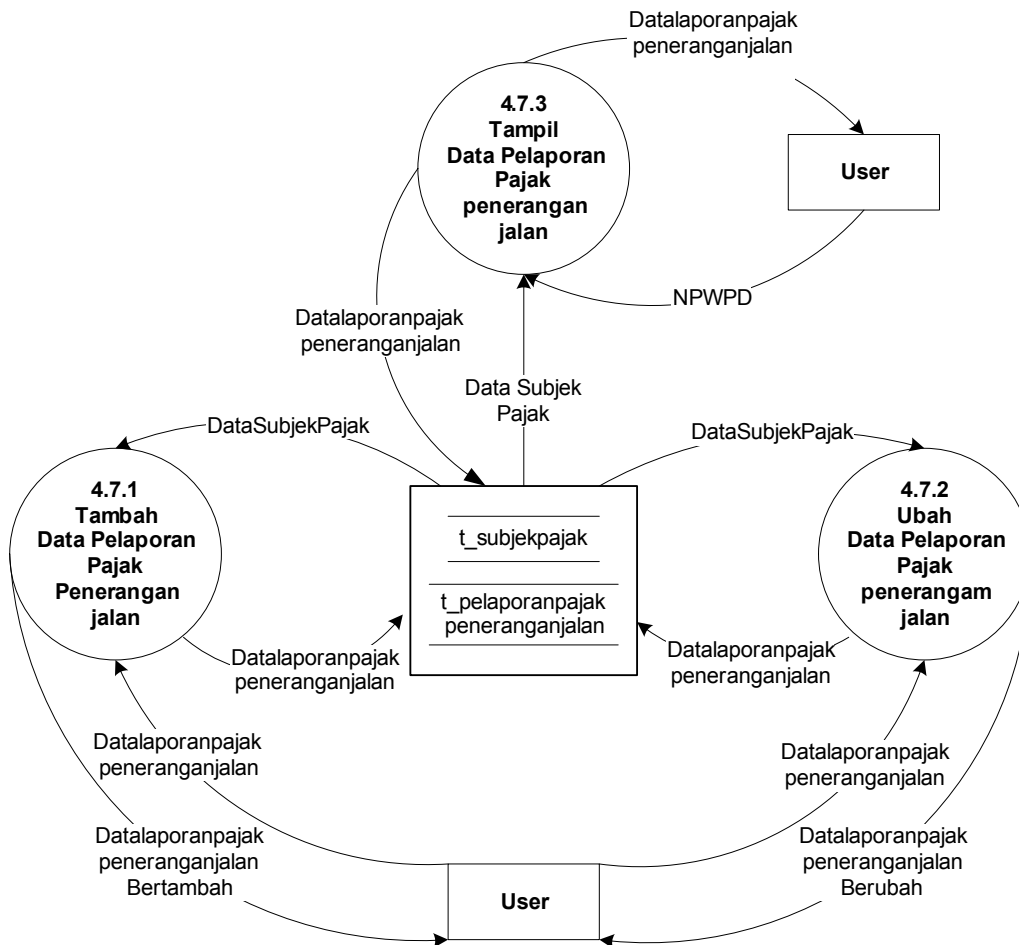 Datalaporanpajak
peneranganjalan
4.7.3
Tampil
Data Pelaporan
Pajak
penerangan
jalan
User
NPWPD
Datalaporanpajak
peneranganjalan
Data Subjek
Pajak
DataSubjekPajak
DataSubjekPajak
4.7.1
Tambah
Data Pelaporan
Pajak
Penerangan
jalan
t_subjekpajak
t_pelaporanpajak
peneranganjalan
4.7.2
Ubah
Data Pelaporan
Pajak
penerangam
jalan
Datalaporanpajak
peneranganjalan
Datalaporanpajak
peneranganjalan
Datalaporanpajak
peneranganjalan
Datalaporanpajak
peneranganjalan
Datalaporanpajak
peneranganjalan
Bertambah
Datalaporanpajak
peneranganjalan
Berubah
User